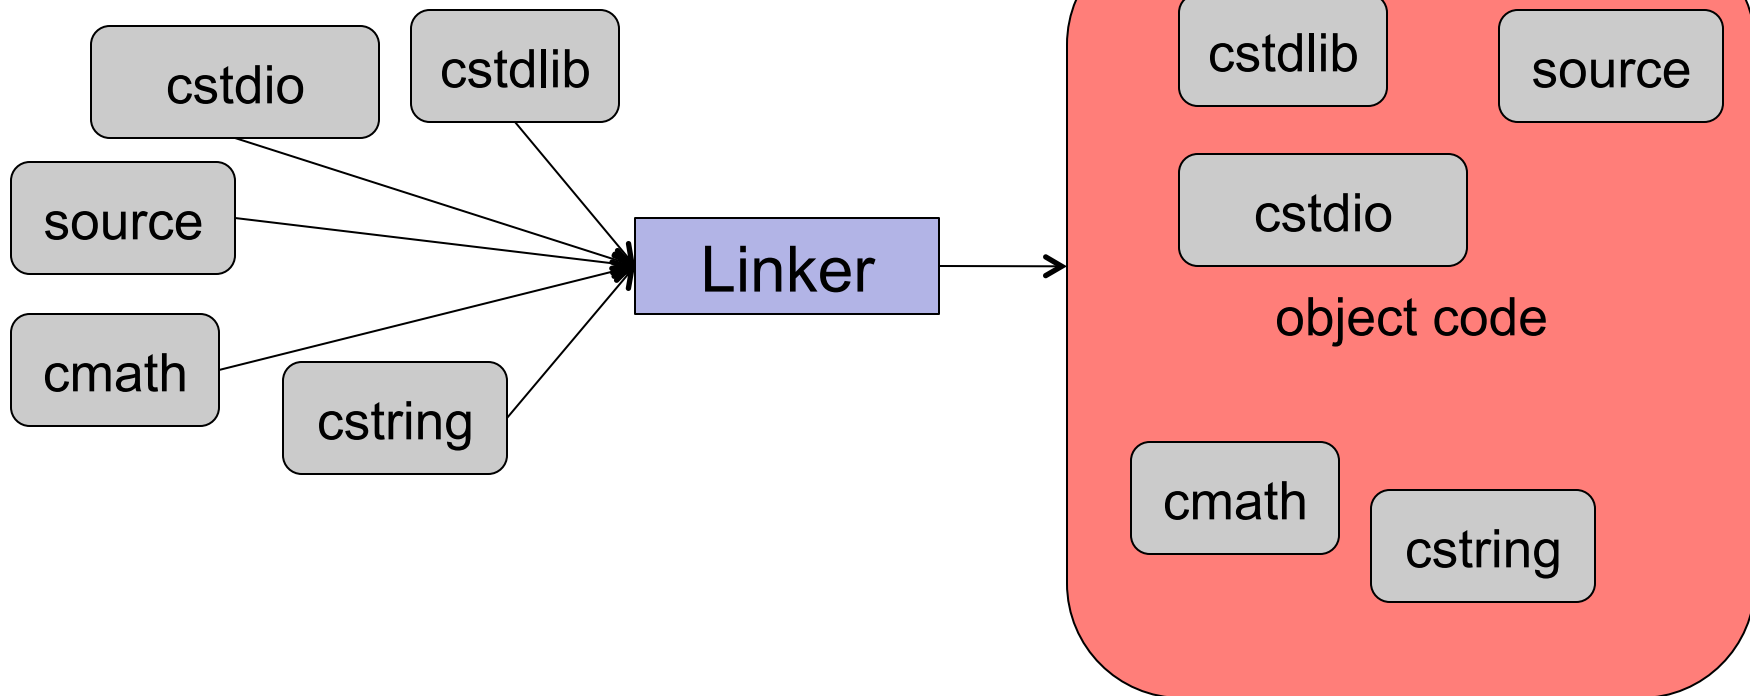 cstdio
cstdlib
source
cmath
cstring
Linker
cstdlib
source
cstdio
object code
cmath
cstring